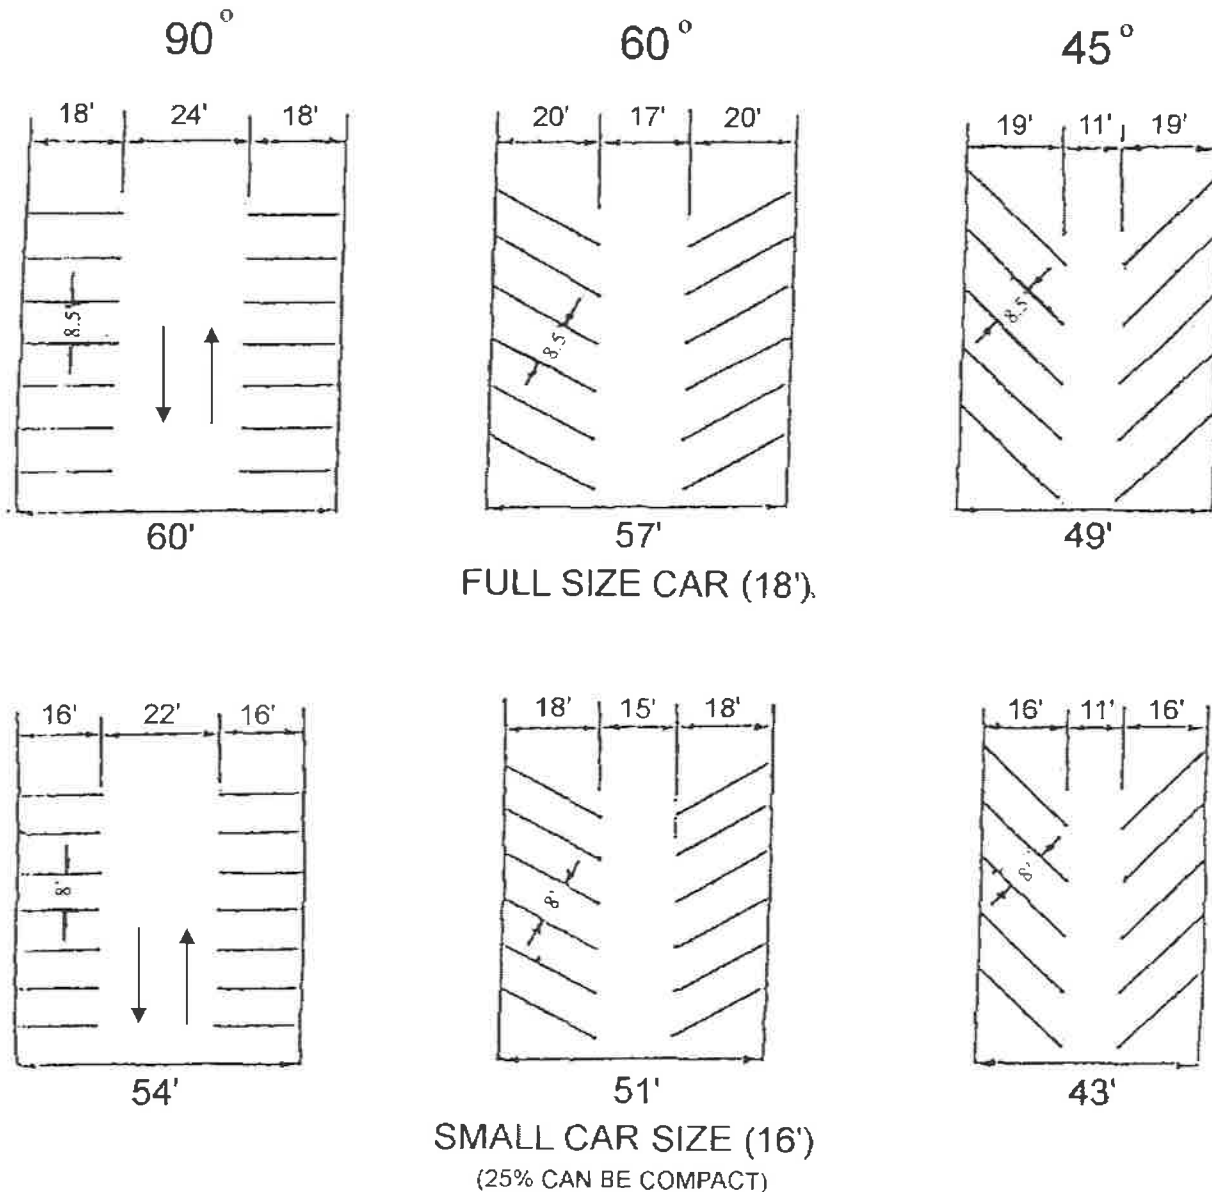 90°
60°
45°
18' 24' 18'
20' 17' 20'
19' 11' 19'
8.5'
8.5'
8.5'
60'
57'
49'
FULL SIZE CAR (18')
16' 22' 16'
18' 15' 18'
16' 11' 16'
8'
8'
8'
54'
51'
43'
SMALL CAR SIZE (16')
(25% CAN BE COMPACT)